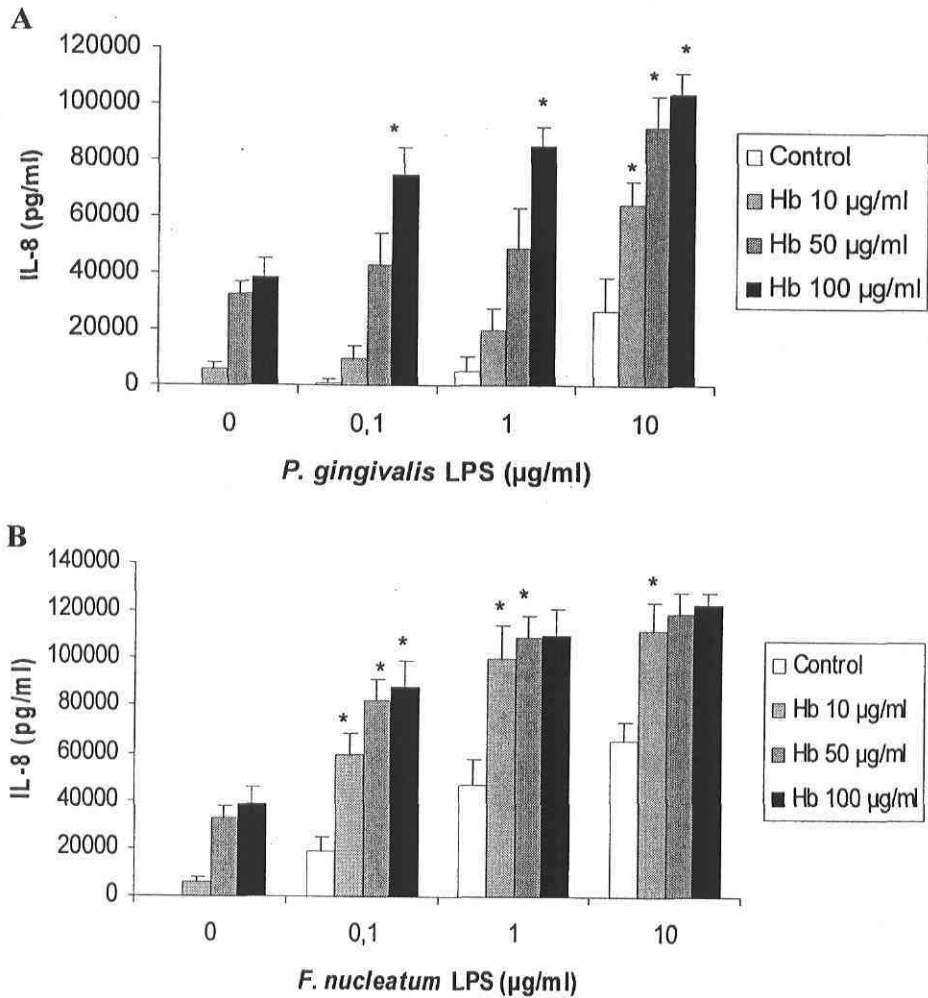 A
120000
100000
80000
60000
40000
20000
0
IL-8 (pg/ml)
*
*
*
*
*
0
0,1
1
10
P. gingivalis LPS (µg/ml)
Control
Hb 10 µg/ml
Hb 50 µg/ml
Hb 100 µg/ml
B
140000
120000
100000
80000
60000
40000
20000
0
IL-8 (pg/ml)
*
*
*
*
*
*
0
0,1
1
10
F. nucleatum LPS (µg/ml)
Control
Hb 10 µg/ml
Hb 50 µg/ml
Hb 100 µg/ml